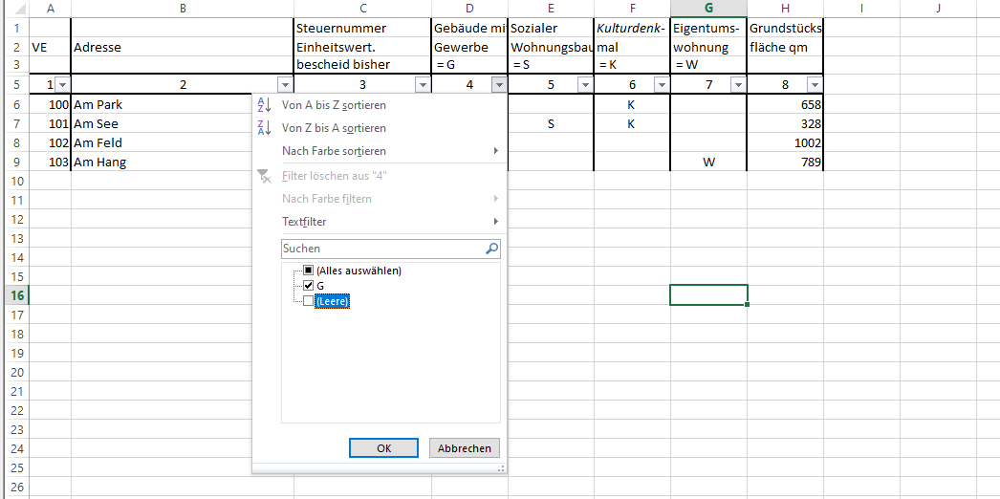 A B C D E F G H I J
1 Steuernummer Gebäude mi Sozialer Kulturdenk- Eigentums- Grundstücks
2 VE Adresse Einheitswert. Gewerbe Wohnungsbau mal wohnung fläche qm
3 bescheid bisher = G = S = K = W
5 1 2 3 4 5 6 7 8
6 100 Am Park K 658
7 101 Am See S K 328
8 102 Am Feld 1002
9 103 Am Hang W 789
10
11
12
13
14
15
16
17
18
19
20
21
22
23
24
25
26
Von A bis Z sortieren
Von Z bis A sortieren
Nach Farbe sortieren
Filter löschen aus "4"
Nach Farbe filtern
Textfilter
Suchen
(Alles auswählen)
G
(Leere)
OK Abbrechen